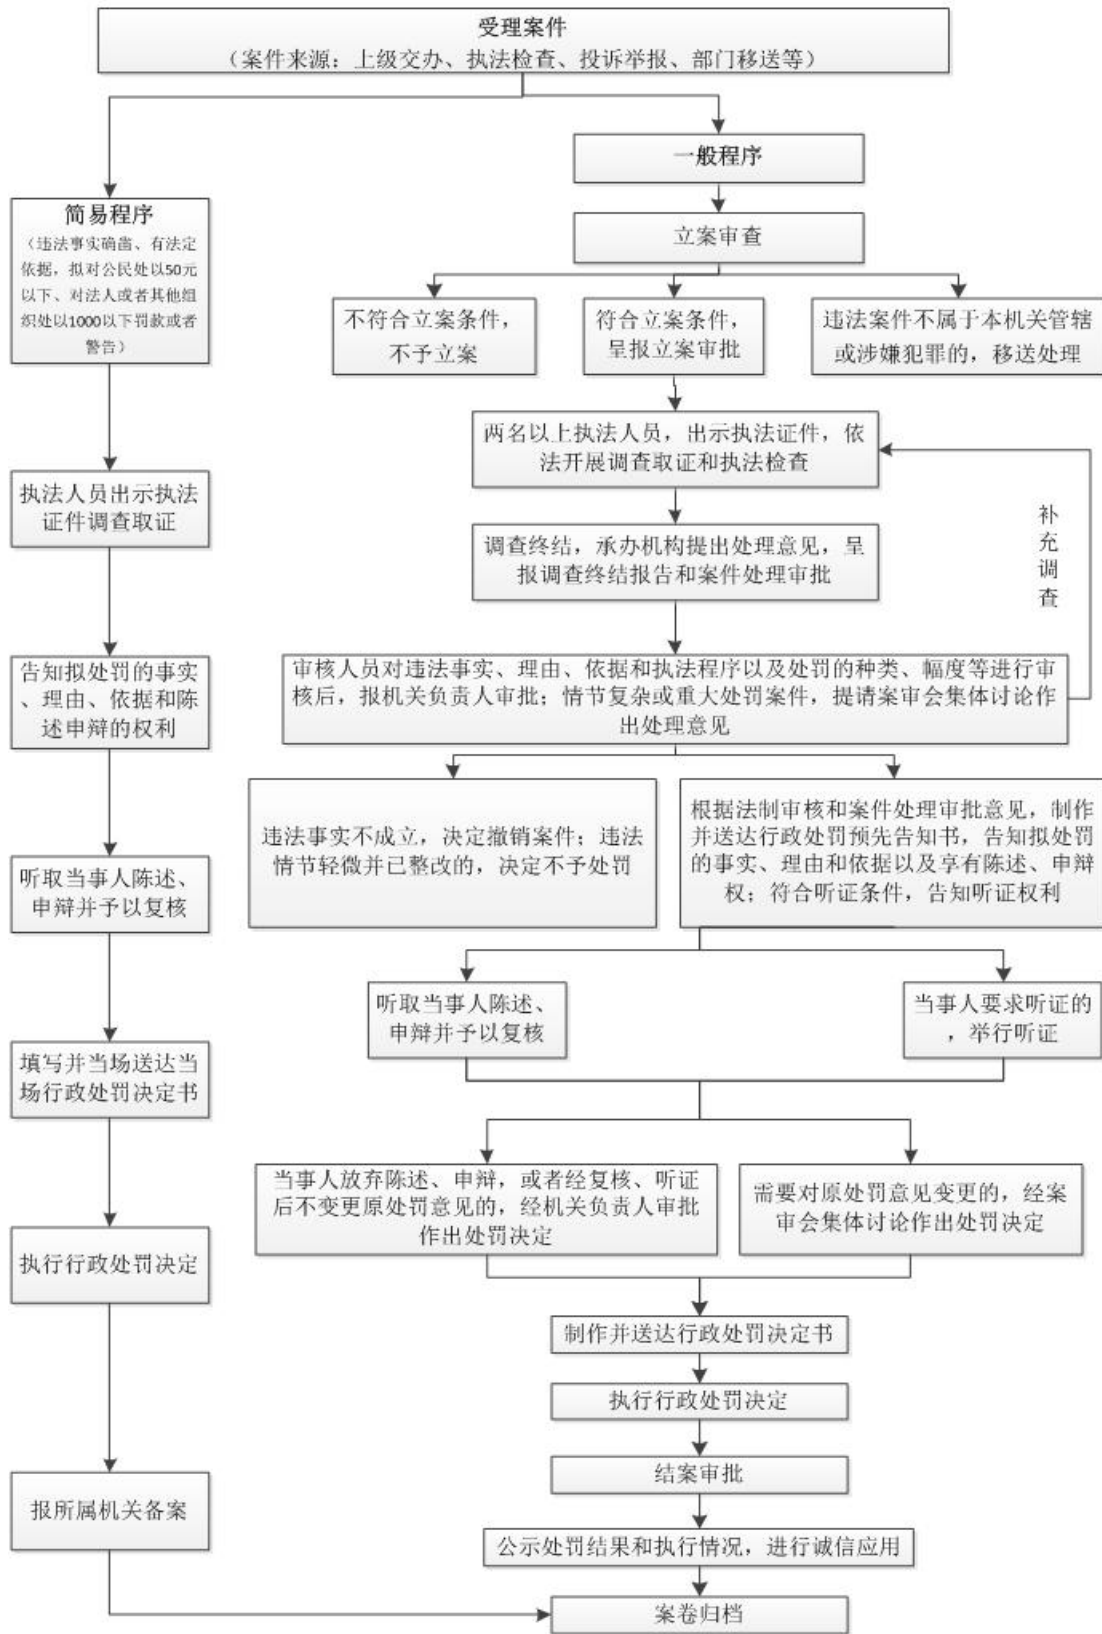 受理案件
（案件来源：上级交办、执法检查、投诉举报、部门移送等）
简易程序
（违法事实确凿、有法定
依据，拟对公民处以50元
以下、对法人或者其他组
织处以1000以下罚款或者
警告）
执法人员出示执法
证件调查取证
告知拟处罚的事实
、理由、依据和陈
述申辩的权利
听取当事人陈述、
申辩并予以复核
填写并当场送达当
场行政处罚决定书
执行行政处罚决定
报所属机关备案
一般程序
立案审查
不符合立案条件，
不予立案
符合立案条件，
呈报立案审批
违法案件不属于本机关管辖
或涉嫌犯罪的，移送处理
两名以上执法人员，出示执法证件，依
法开展调查取证和执法检查
补
充
调
查
调查终结，承办机构提出处理意见，呈
报调查终结报告和案件处理审批
审核人员对违法事实、理由、依据和执法程序以及处罚的种类、幅度等进行审
核后，报机关负责人审批；情节复杂或重大处罚案件，提请案审会集体讨论作
出处理意见
违法事实不成立，决定撤销案件；违法
情节轻微并已整改的，决定不予处罚
根据法制审核和案件处理审批意见，制作
并送达行政处罚预先告知书，告知拟处罚
的事实、理由和依据以及享有陈述、申辩
权；符合听证条件，告知听证权利
听取当事人陈述、
申辩并予以复核
当事人要求听证的
，举行听证
当事人放弃陈述、申辩，或者经复核、听证
后不变更原处罚意见的，经机关负责人审批
作出处罚决定
需要对原处罚意见变更的，经案
审会集体讨论作出处罚决定
制作并送达行政处罚决定书
执行行政处罚决定
结案审批
公示处罚结果和执行情况，进行诚信应用
案卷归档